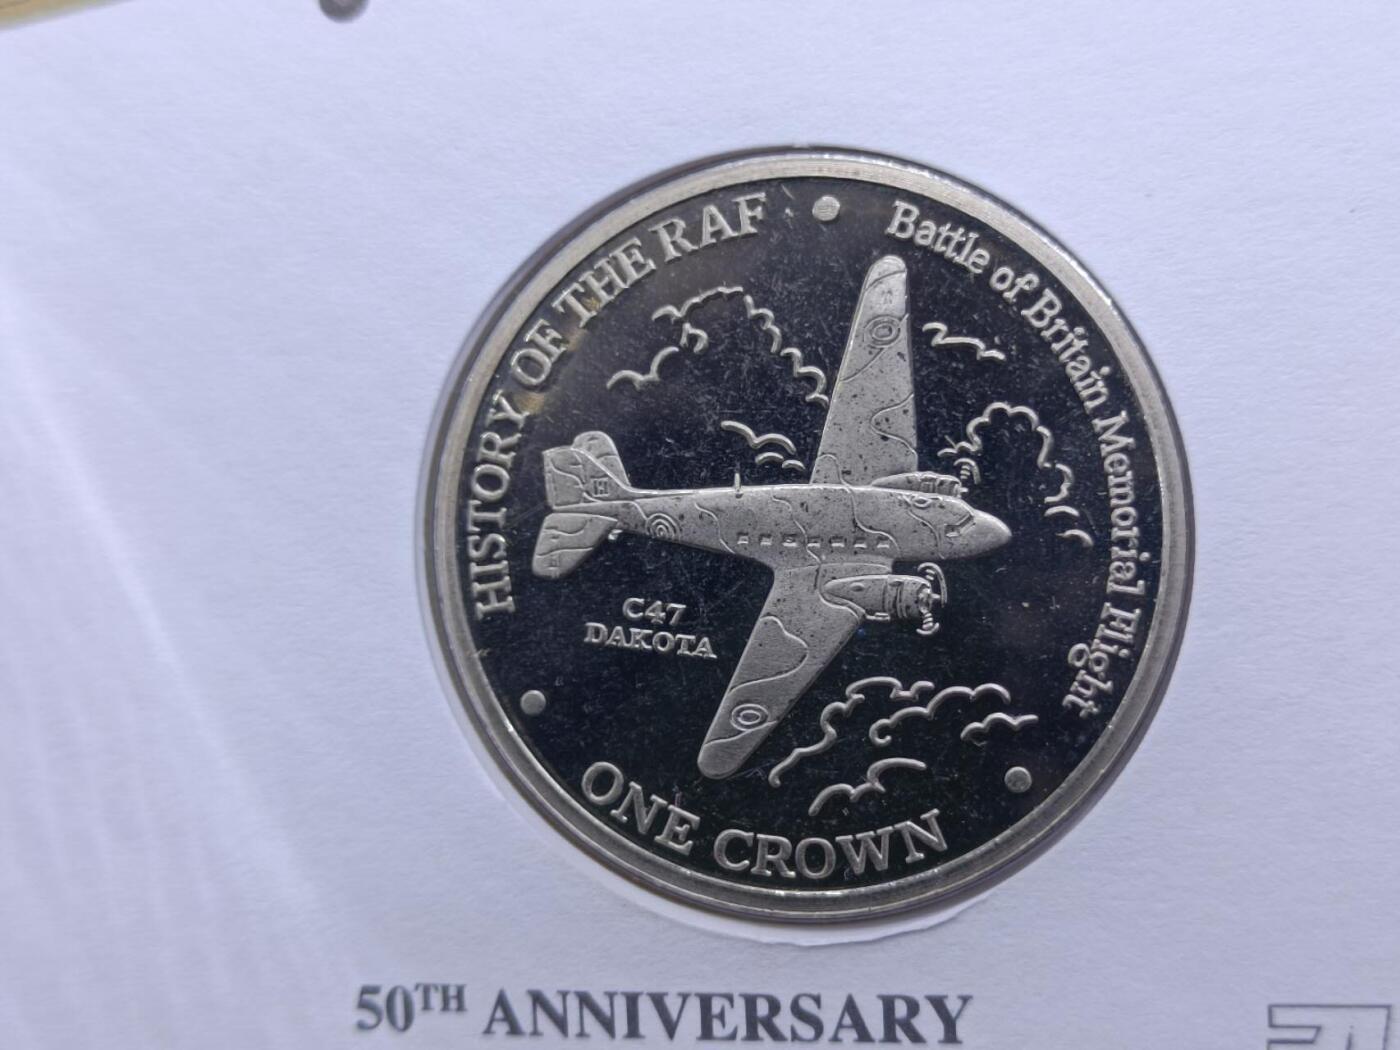 HISTORY OF THE RAF
Battle of Britain Memorial Flight
C47
DAKOTA
ONE CROWN
50TH ANNIVERSARY